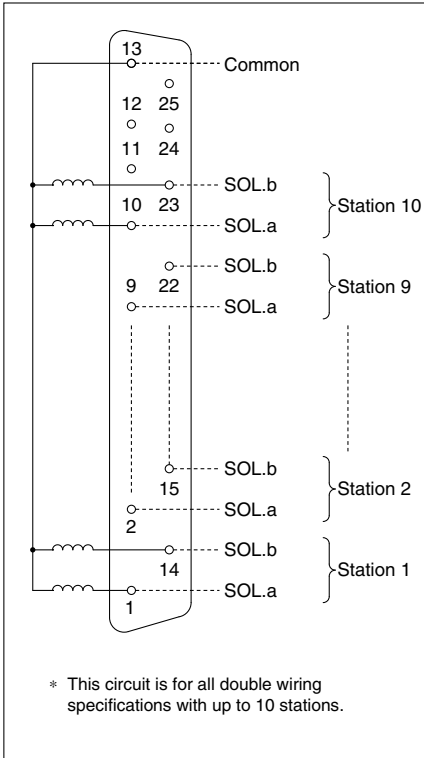 13
Common
12 25
11 24
SOL.b
10 23
Station 10
SOL.a
SOL.b
9 22
Station 9
SOL.a
SOL.b
15
Station 2
SOL.a
2
SOL.b
14
Station 1
SOL.a
1
* This circuit is for all double wiring
specifications with up to 10 stations.